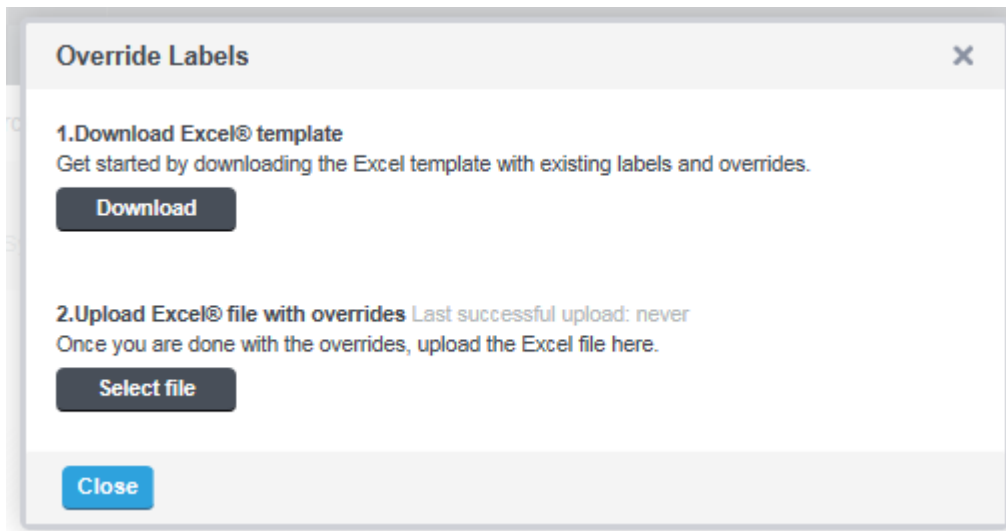 Override Labels
1.Download Excel® template
Get started by downloading the Excel template with existing labels and overrides.
Download
2.Upload Excel® file with overrides Last successful upload: never
Once you are done with the overrides, upload the Excel file here.
Select file
Close